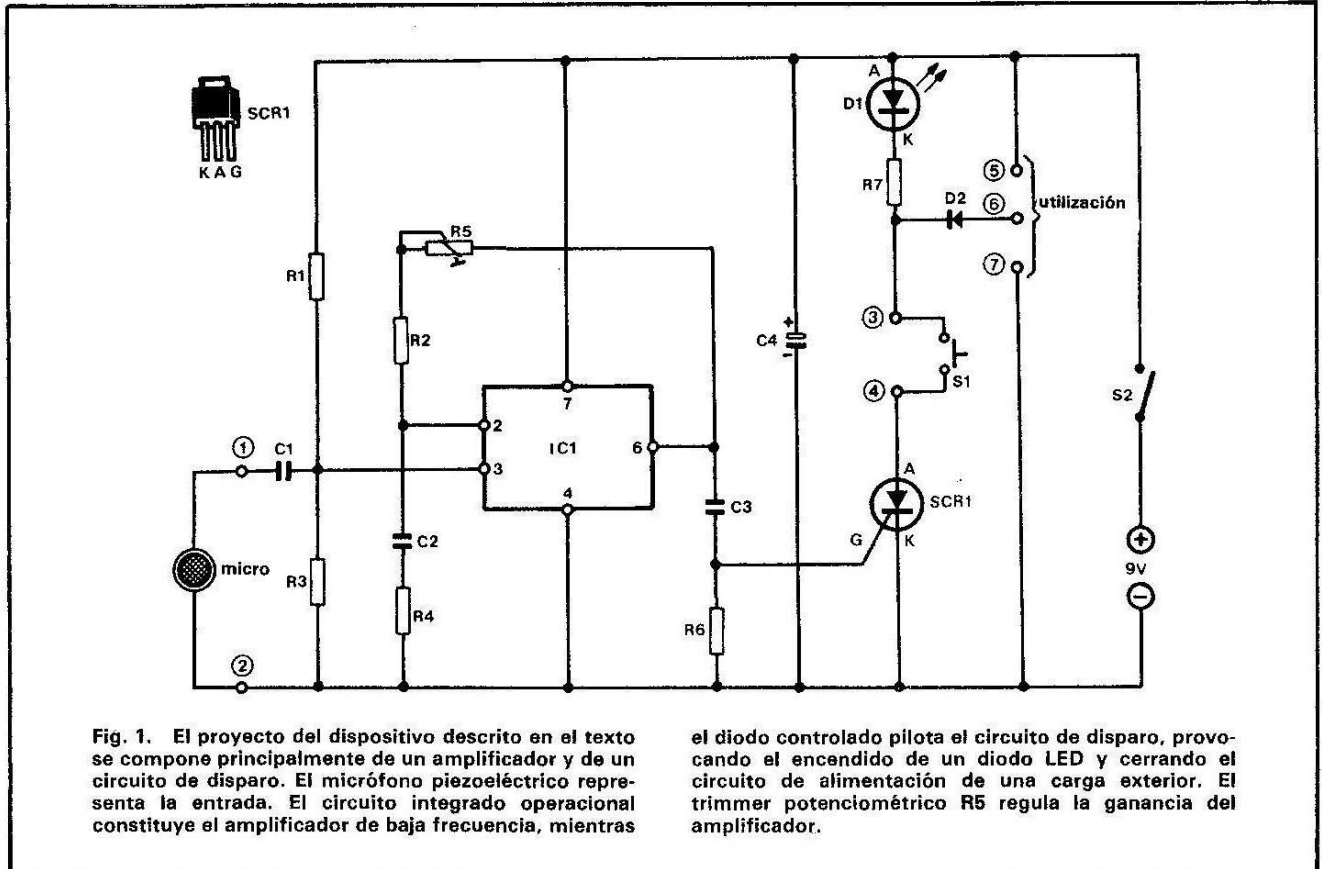 SCR1
K A G
A
D1
K
R7
D2
5
6
7
utilización
R5
R1
R2
3
4
S1
C4
+
-
S2
7
2
IC1
6
3
4
1
C1
A
SCR1
G
K
C3
C2
micro
R3
R4
R6
+
9V
−
2
Fig. 1. El proyecto del dispositivo descrito en el texto
se compone principalmente de un amplificador y de un
circuito de disparo. El micrófono piezoeléctrico repre-
senta la entrada. El circuito integrado operacional
constituye el amplificador de baja frecuencia, mientras
el diodo controlado pilota el circuito de disparo, provo-
cando el encendido de un diodo LED y cerrando el
circuito de alimentación de una carga exterior. El
trimmer potenciométrico R5 regula la ganancia del
amplificador.